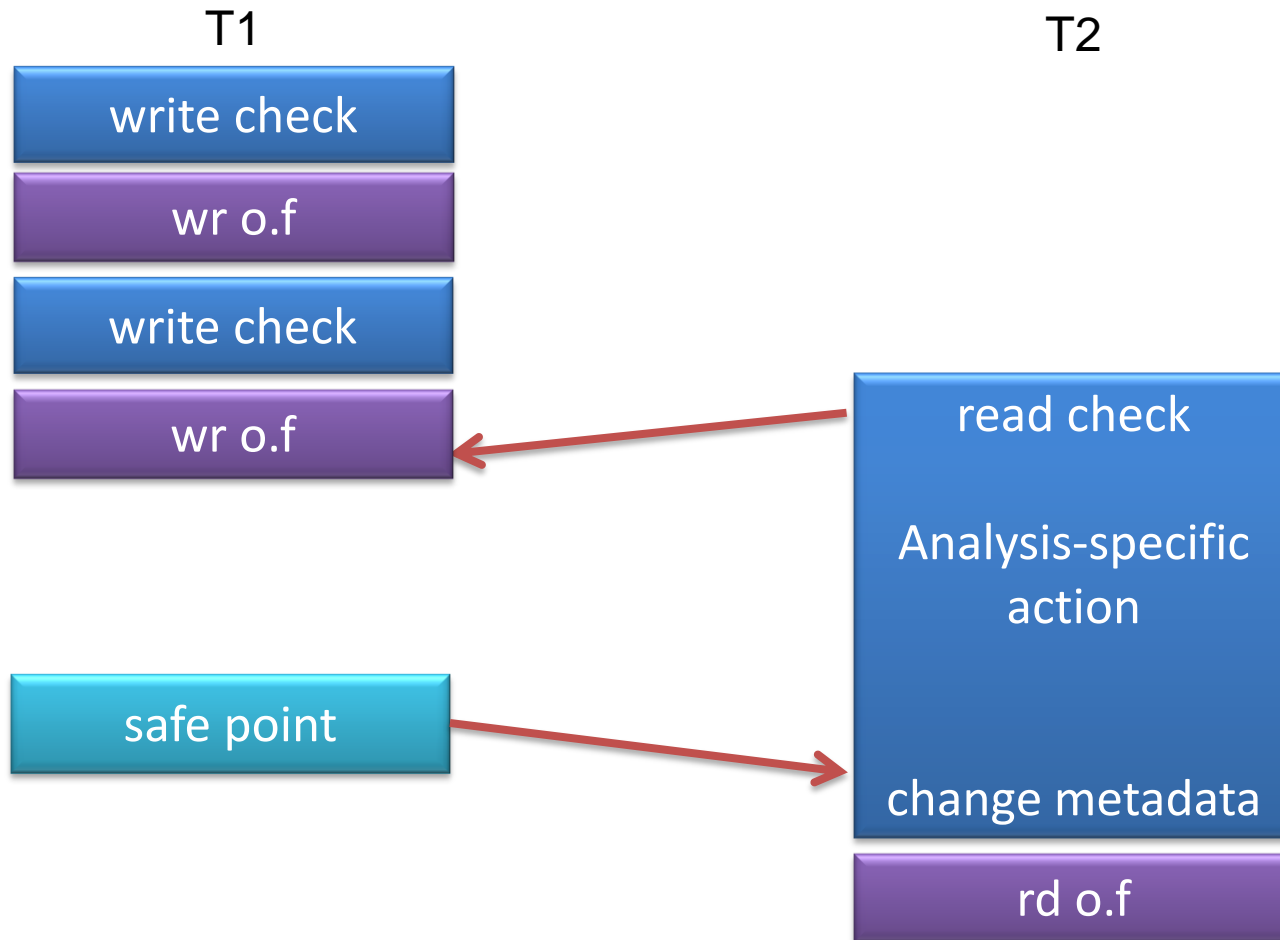 T1
T2
write check
wr o.f
write check
wr o.f
read check
Analysis-specific
action
safe point
change metadata
rd o.f